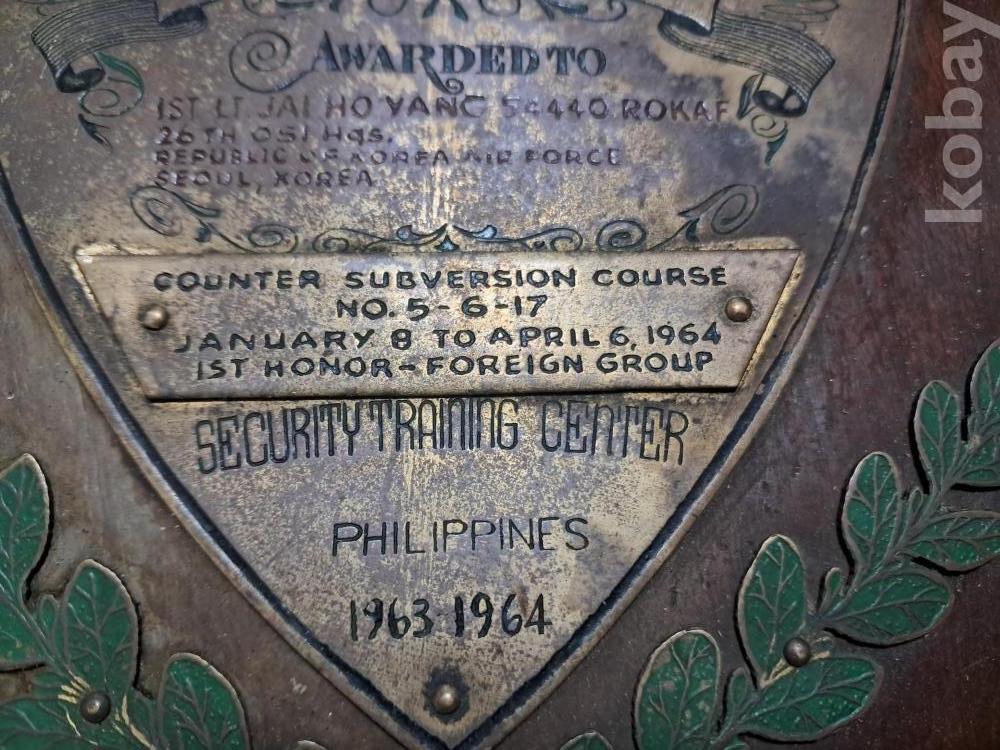 AWARDED TO
1ST LT JAI HO YANG 54440 ROKAF
26TH OSI Hqs.
REPUBLIC OF KOREA AIR FORCE
SEOUL, KOREA
COUNTER SUBVERSION COURSE
NO. 5-6-17
JANUARY 8 TO APRIL 6, 1964
1ST HONOR - FOREIGN GROUP
SECURITY TRAINING CENTER
PHILIPPINES
1963-1964
kobay